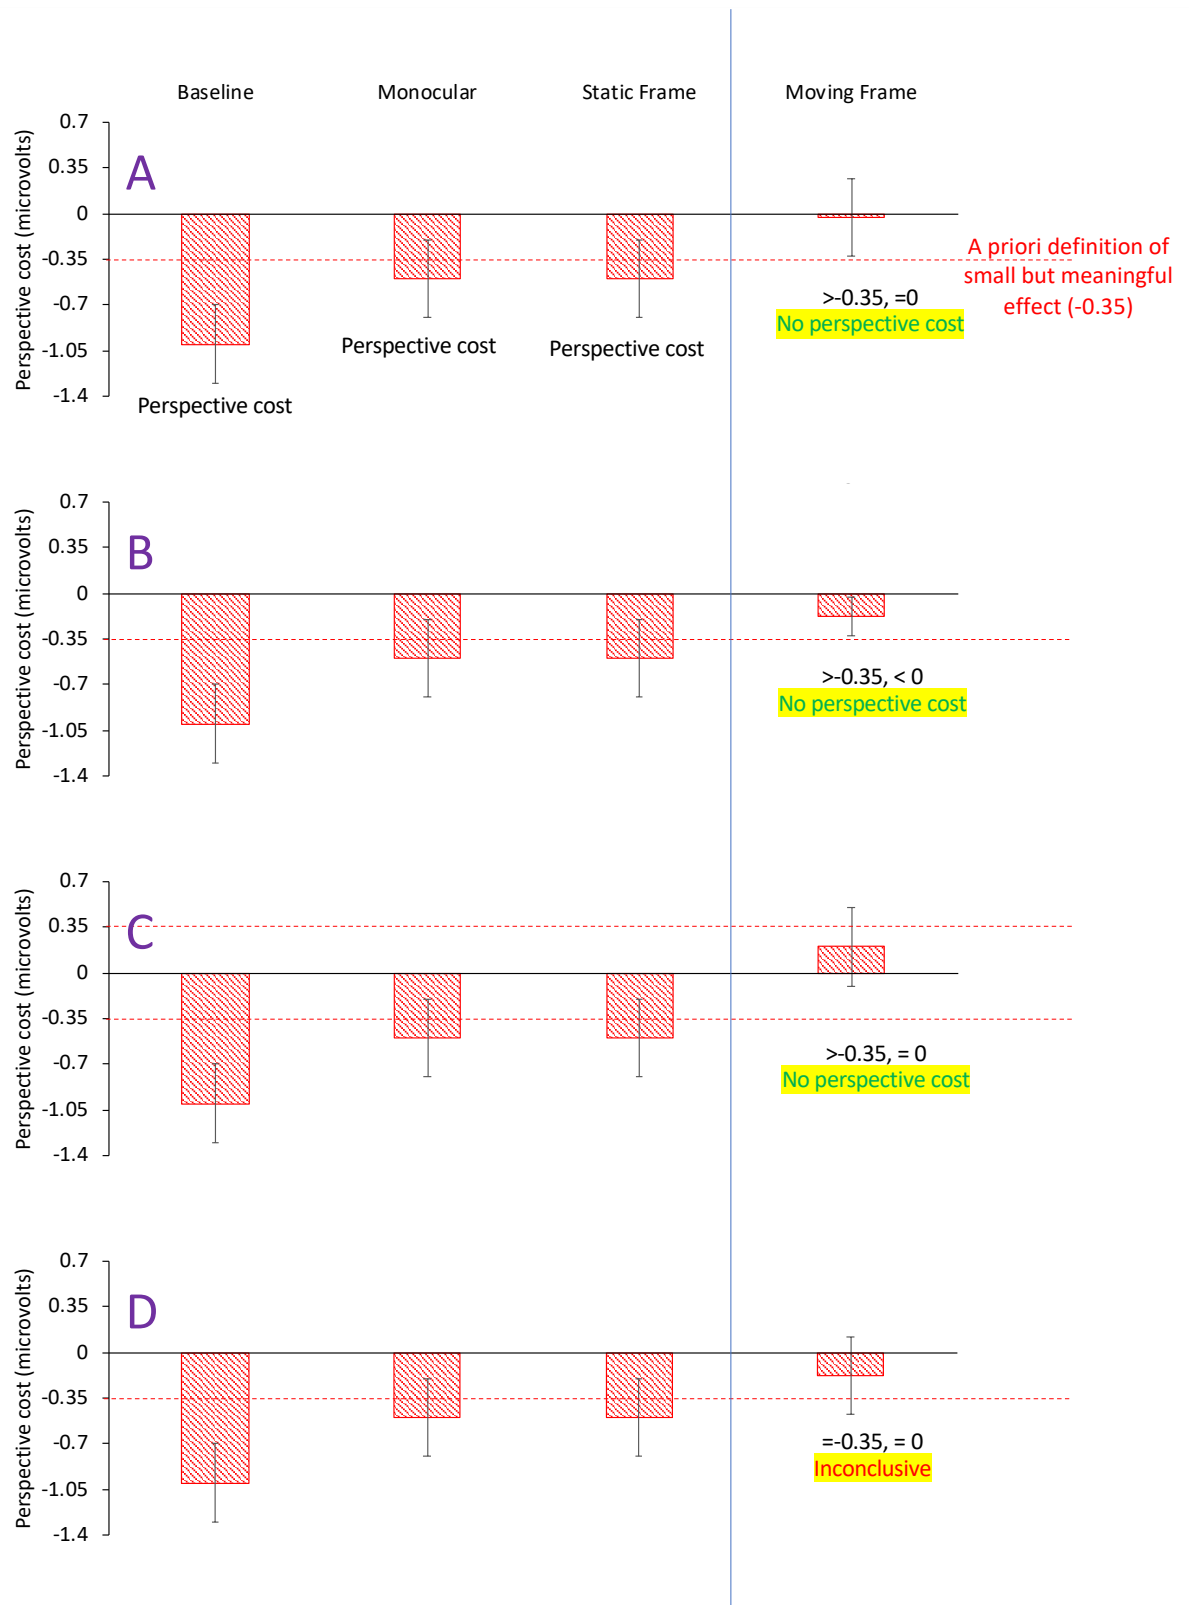 Baseline
Monocular
Static Frame
Moving Frame
A
Perspective cost (microvolts)
0.7
0.35
0
-0.35
-0.7
-1.05
-1.4
Perspective cost
Perspective cost
Perspective cost
>-0.35, =0
No perspective cost
A priori definition of
small but meaningful
effect (-0.35)
B
Perspective cost (microvolts)
0.7
0.35
0
-0.35
-0.7
-1.05
-1.4
>-0.35, < 0
No perspective cost
C
Perspective cost (microvolts)
0.7
0.35
0
-0.35
-0.7
-1.05
-1.4
>-0.35, = 0
No perspective cost
D
Perspective cost (microvolts)
0.7
0.35
0
-0.35
-0.7
-1.05
-1.4
=-0.35, = 0
Inconclusive